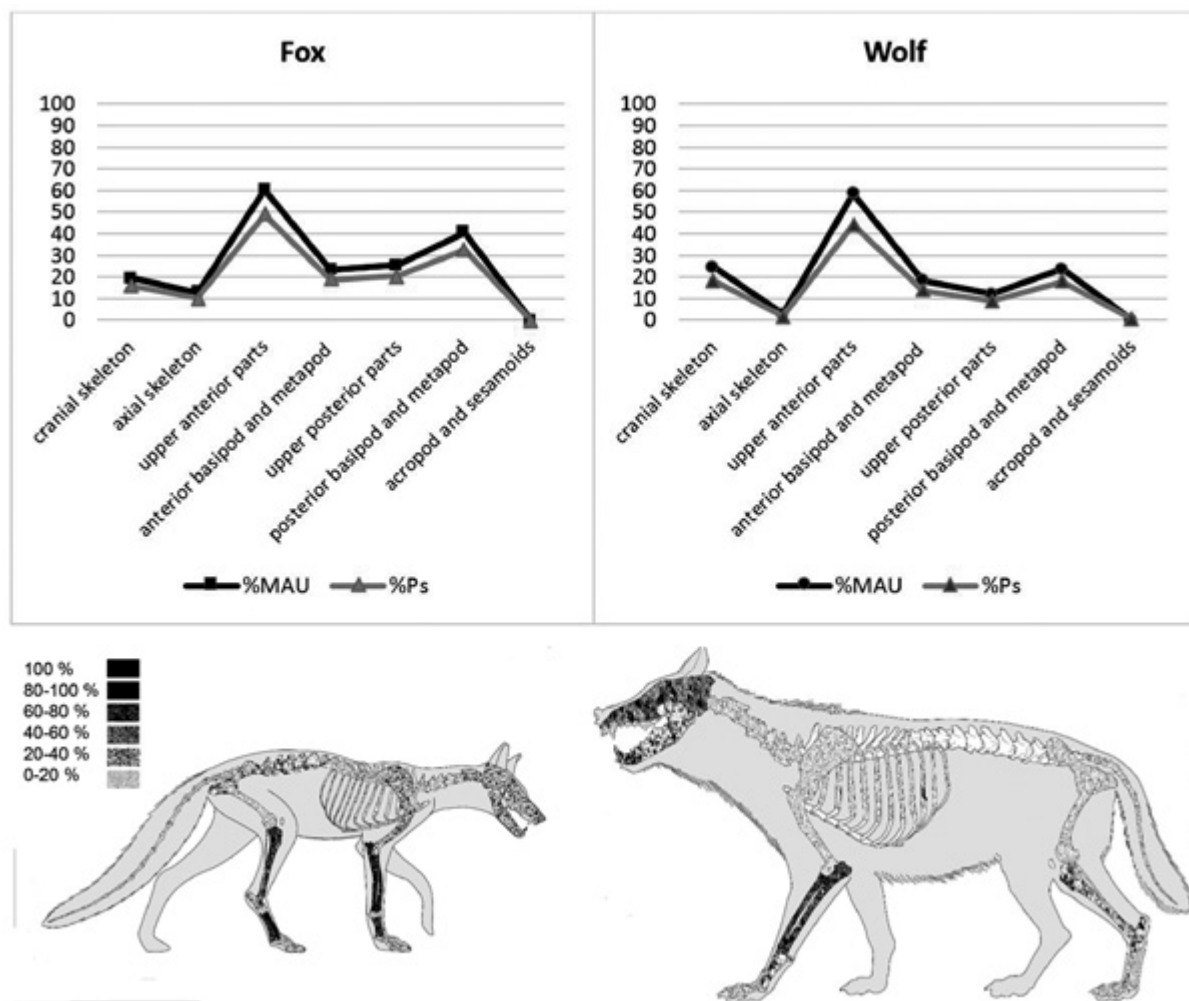 Fox
100
90
80
70
60
50
40
30
20
10
0
cranial skeleton
axial skeleton
upper anterior parts
anterior basipod and metapod
upper posterior parts
posterior basipod and metapod
acropod and sesamoids
%MAU %Ps
Wolf
100
90
80
70
60
50
40
30
20
10
0
cranial skeleton
axial skeleton
upper anterior parts
anterior basipod and metapod
upper posterior parts
posterior basipod and metapod
acropod and sesamoids
%MAU %Ps
100 %
80-100 %
60-80 %
40-60 %
20-40 %
0-20 %